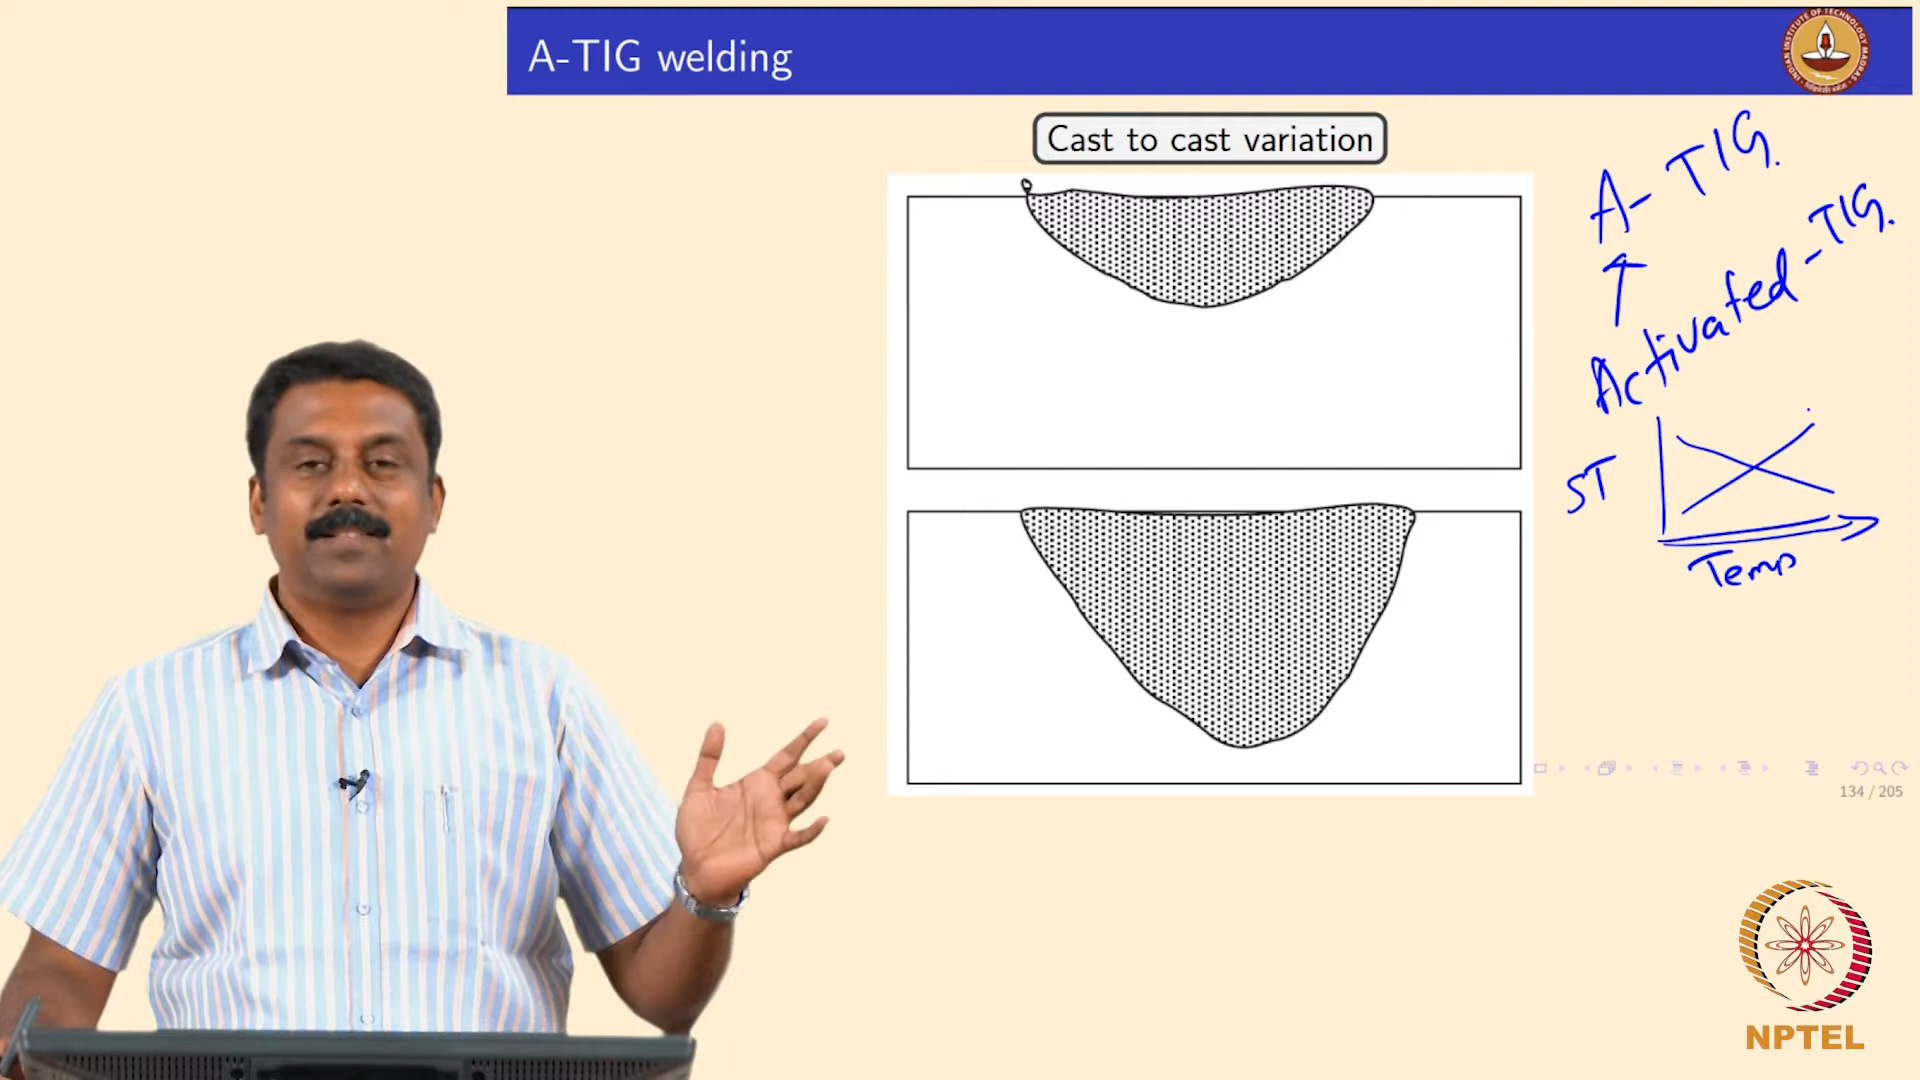 A-TIG welding
Cast to cast variation
A- TIG.
Activated -TIG.
ST
Temp
134 / 205
NPTEL